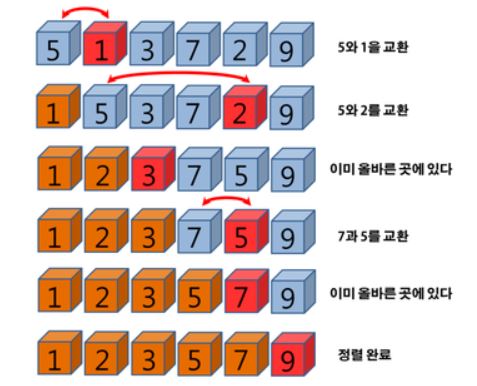 5 1 3 7 2 9 5와 1을 교환
1 5 3 7 2 9 5와 2를 교환
1 2 3 7 5 9 이미 올바른 곳에 있다
1 2 3 7 5 9 7과 5를 교환
1 2 3 5 7 9 이미 올바른 곳에 있다
1 2 3 5 7 9 정렬 완료